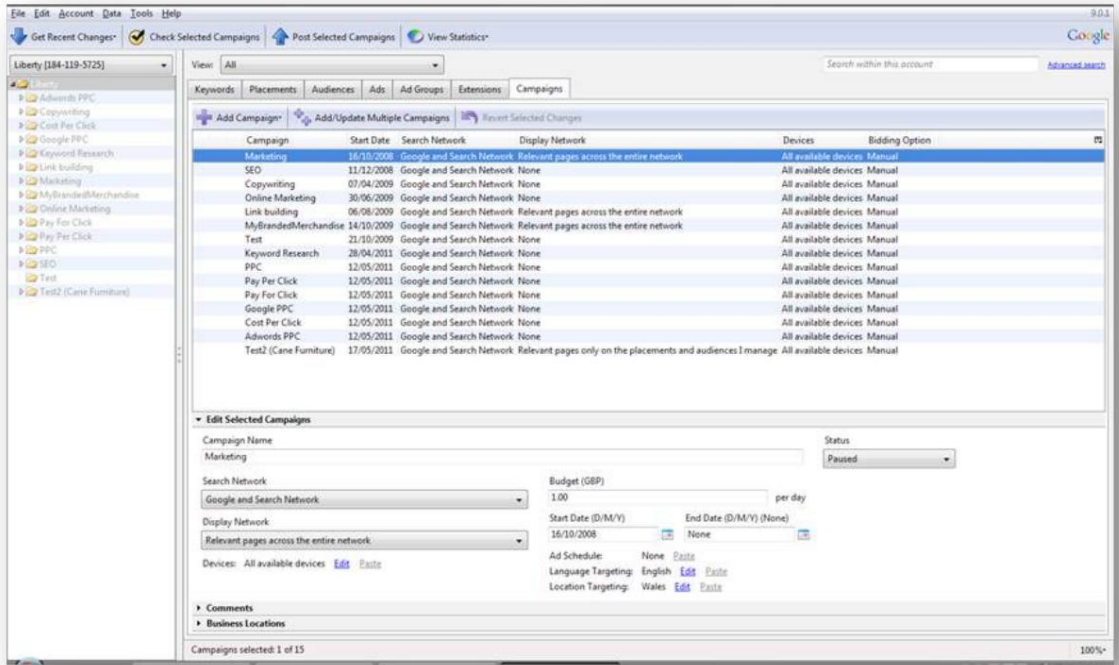 File Edit Account Data Tools Help 9.0.1
Get Recent Changes Check Selected Campaigns Post Selected Campaigns View Statistics Google
Liberty [184-119-5725] View: All Search within this account Advanced search
Liberty
Adwords PPC
Copywriting
Cost Per Click
Google PPC
Keyword Research
Link building
Marketing
MyBrandedMerchandise
Online Marketing
Pay For Click
Pay Per Click
PPC
SEO
Test
Test2 (Cane Furniture)
Keywords Placements Audiences Ads Ad Groups Extensions Campaigns
Add Campaign Add/Update Multiple Campaigns Revert Selected Changes
Campaign Start Date Search Network Display Network Devices Bidding Option
Marketing 16/10/2008 Google and Search Network Relevant pages across the entire network All available devices Manual
SEO 11/12/2008 Google and Search Network None All available devices Manual
Copywriting 07/04/2009 Google and Search Network None All available devices Manual
Online Marketing 30/06/2009 Google and Search Network None All available devices Manual
Link building 06/08/2009 Google and Search Network Relevant pages across the entire network All available devices Manual
MyBrandedMerchandise 14/10/2009 Google and Search Network Relevant pages across the entire network All available devices Manual
Test 21/10/2009 Google and Search Network None All available devices Manual
Keyword Research 28/04/2011 Google and Search Network None All available devices Manual
PPC 12/05/2011 Google and Search Network None All available devices Manual
Pay Per Click 12/05/2011 Google and Search Network None All available devices Manual
Pay For Click 12/05/2011 Google and Search Network None All available devices Manual
Google PPC 12/05/2011 Google and Search Network None All available devices Manual
Cost Per Click 12/05/2011 Google and Search Network None All available devices Manual
Adwords PPC 12/05/2011 Google and Search Network None All available devices Manual
Test2 (Cane Furniture) 17/05/2011 Google and Search Network Relevant pages only on the placements and audiences I manage All available devices Manual
Edit Selected Campaigns
Campaign Name Status
Marketing Paused
Search Network Budget (GBP)
Google and Search Network 1.00 per day
Display Network Start Date (D/M/Y) End Date (D/M/Y) (None)
Relevant pages across the entire network 16/10/2008 None
Devices: All available devices Edit Paste Ad Schedule: None Paste
Language Targeting: English Edit Paste
Location Targeting: Wales Edit Paste
Comments
Business Locations
Campaigns selected: 1 of 15 100%